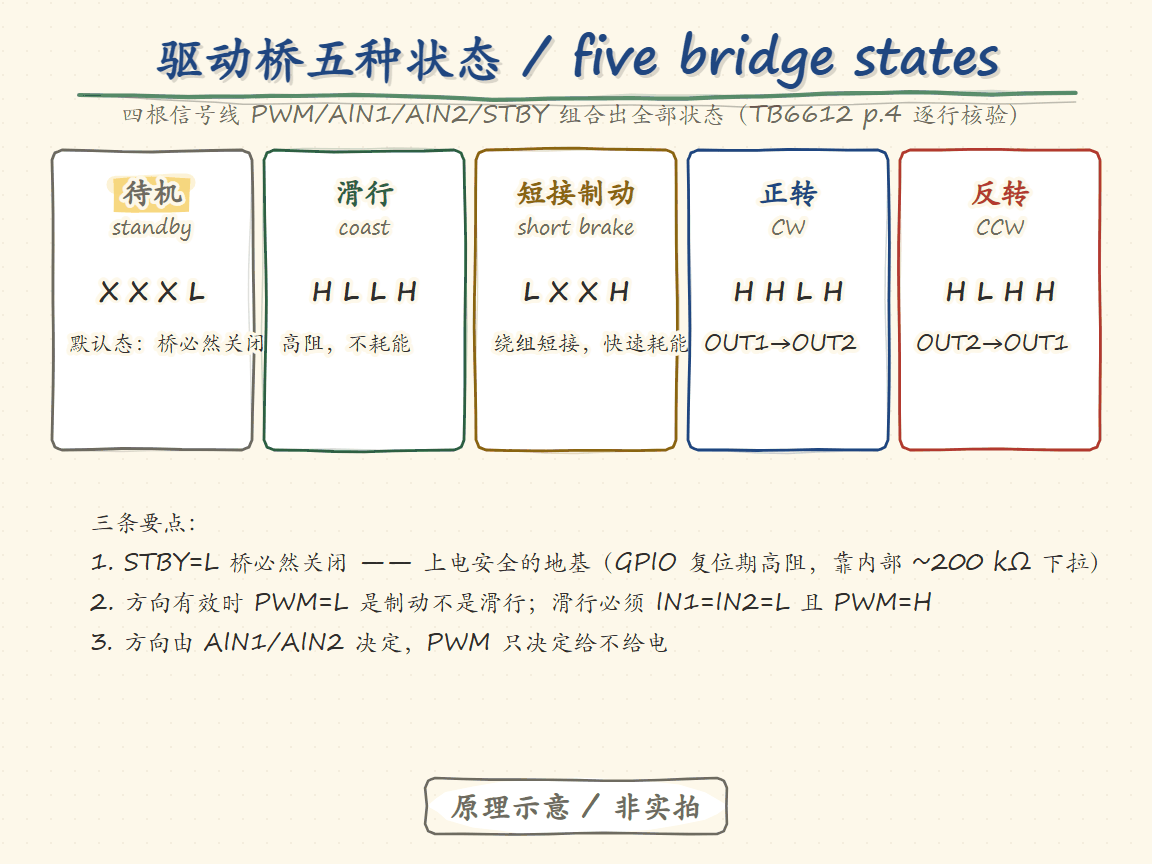 驱动桥五种状态 / five bridge states
四根信号线 PWM/AIN1/AIN2/STBY 组合出全部状态（TB6612 p.4 逐行核验）
待机
standby
X X X L
默认态：桥必然关闭
滑行
coast
H L L H
高阻，不耗能
短接制动
short brake
L X X H
绕组短接，快速耗能
正转
CW
H H L H
OUT1→OUT2
反转
CCW
H L H H
OUT2→OUT1
三条要点：
1. STBY=L 桥必然关闭 —— 上电安全的地基（GPIO 复位期高阻，靠内部 ~200 kΩ 下拉）
2. 方向有效时 PWM=L 是制动不是滑行；滑行必须 IN1=IN2=L 且 PWM=H
3. 方向由 AIN1/AIN2 决定，PWM 只决定给不给电
原理示意 / 非实拍